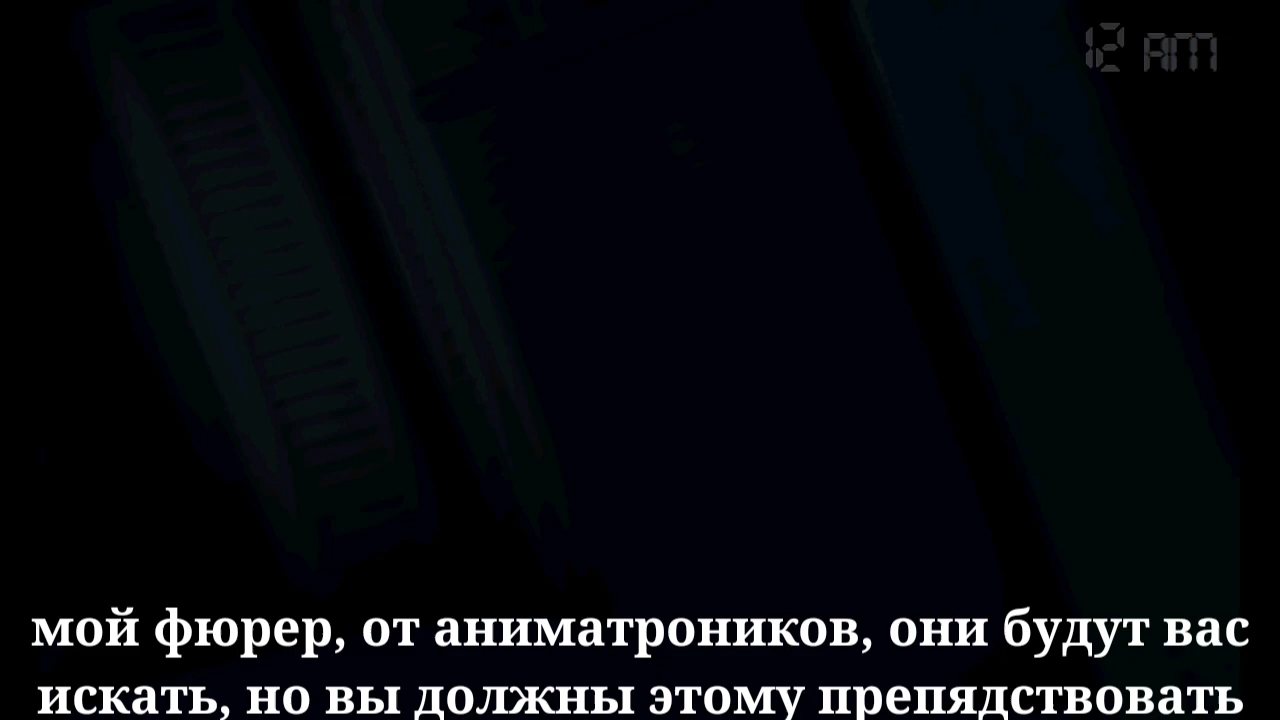 12 AM
мой фюрер, от аниматроников, они будут вас
искать, но вы должны этому препядствовать